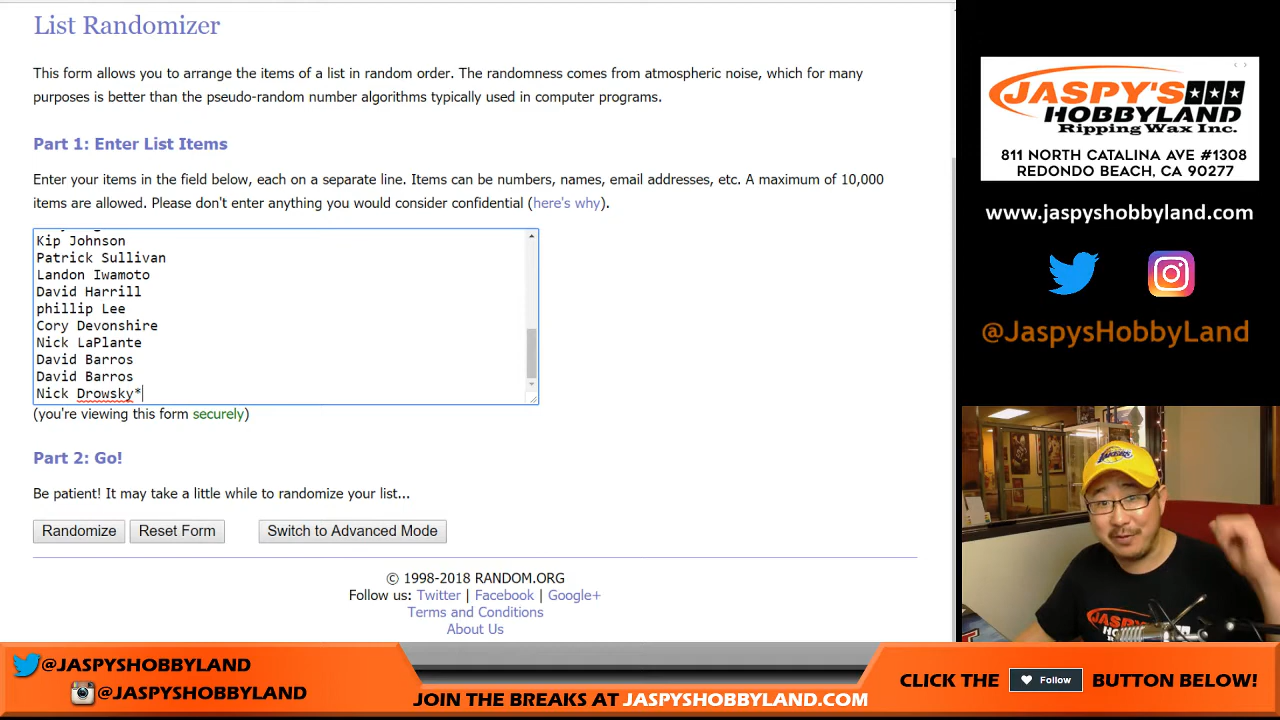 List Randomizer
This form allows you to arrange the items of a list in random order. The randomness comes from atmospheric noise, which for many
purposes is better than the pseudo-random number algorithms typically used in computer programs.
Part 1: Enter List Items
Enter your items in the field below, each on a separate line. Items can be numbers, names, email addresses, etc. A maximum of 10,000
items are allowed. Please don't enter anything you would consider confidential (here's why).
Kip Johnson
Patrick Sullivan
Landon Iwamoto
David Harrill
phillip Lee
Cory Devonshire
Nick LaPlante
David Barros
David Barros
Nick Drowsky*
(you're viewing this form securely)
Part 2: Go!
Be patient! It may take a little while to randomize your list...
Randomize Reset Form Switch to Advanced Mode
© 1998-2018 RANDOM.ORG
Follow us: Twitter | Facebook | Google+
Terms and Conditions
About Us
JASPY'S
HOBBYLAND
Ripping Wax Inc.
811 NORTH CATALINA AVE #1308
REDONDO BEACH, CA 90277
www.jaspyshobbyland.com
@JaspysHobbyLand
LAKERS
JASPY'S
@JASPYSHOBBYLAND
@JASPYSHOBBYLAND
JOIN THE BREAKS AT JASPYSHOBBYLAND.COM
CLICK THE Follow BUTTON BELOW!